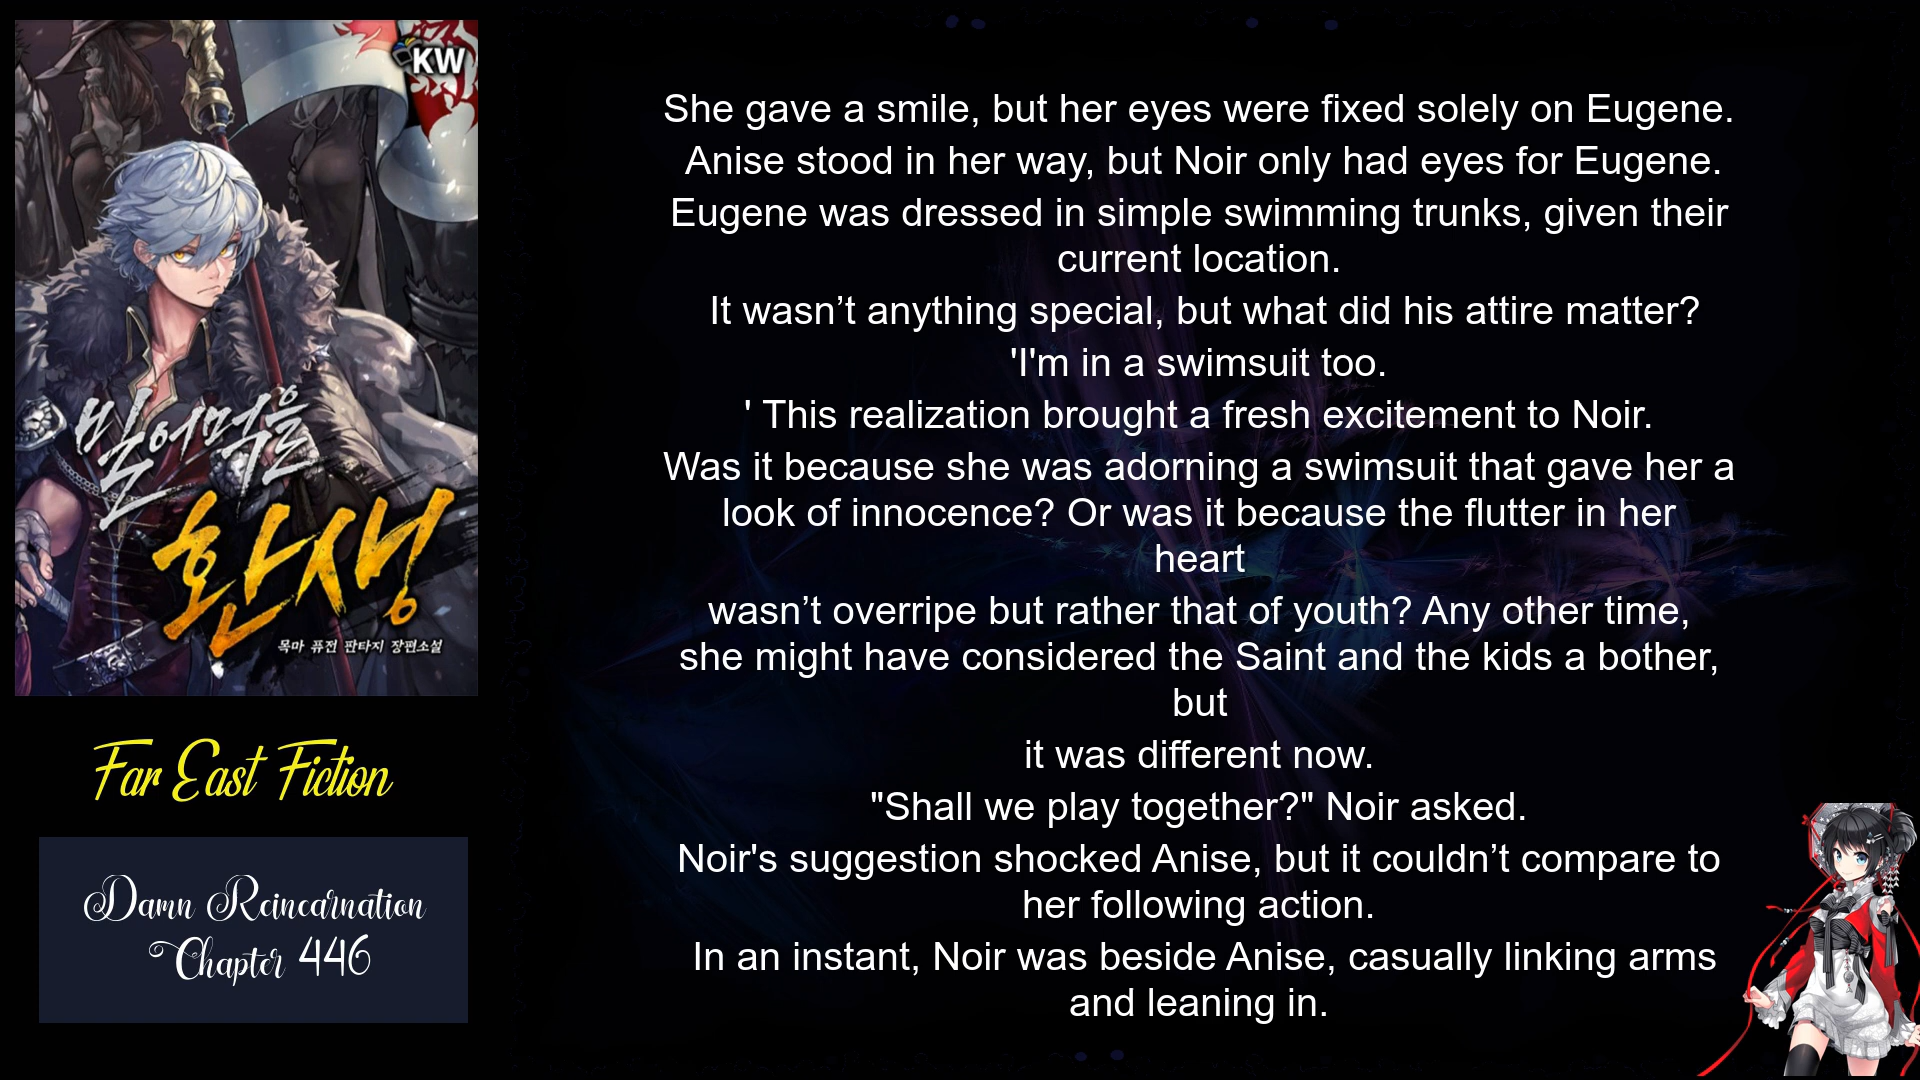 KW
빌어먹을
환생
목마 퓨전 판타지 장편소설
Far East Fiction
Damn Reincarnation
Chapter 446
She gave a smile, but her eyes were fixed solely on Eugene.
Anise stood in her way, but Noir only had eyes for Eugene.
Eugene was dressed in simple swimming trunks, given their
current location.
It wasn’t anything special, but what did his attire matter?
'I'm in a swimsuit too.
' This realization brought a fresh excitement to Noir.
Was it because she was adorning a swimsuit that gave her a
look of innocence? Or was it because the flutter in her
heart
wasn’t overripe but rather that of youth? Any other time,
she might have considered the Saint and the kids a bother,
but
it was different now.
"Shall we play together?" Noir asked.
Noir's suggestion shocked Anise, but it couldn’t compare to
her following action.
In an instant, Noir was beside Anise, casually linking arms
and leaning in.